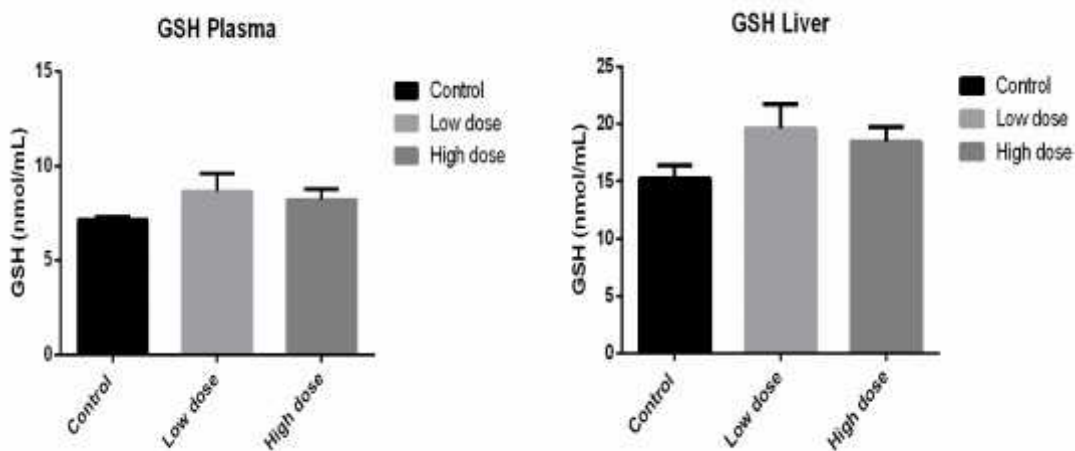 GSH Plasma
15
10
5
0
GSH (nmol/mL)
Control
Low dose
High dose
Control
Low dose
High dose
GSH Liver
25
20
15
10
5
0
GSH (nmol/mL)
Control
Low dose
High dose
Control
Low dose
High dose